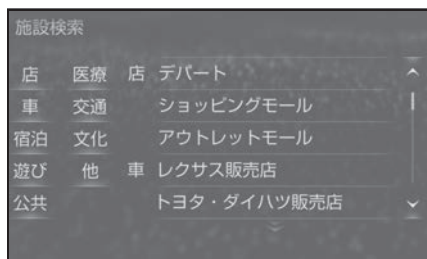 施設検索
店 医療 店 デパート
車 交通 ショッピングモール
宿泊 文化 アウトレットモール
遊び 他 車 レクサス販売店
公共 トヨタ・ダイハツ販売店